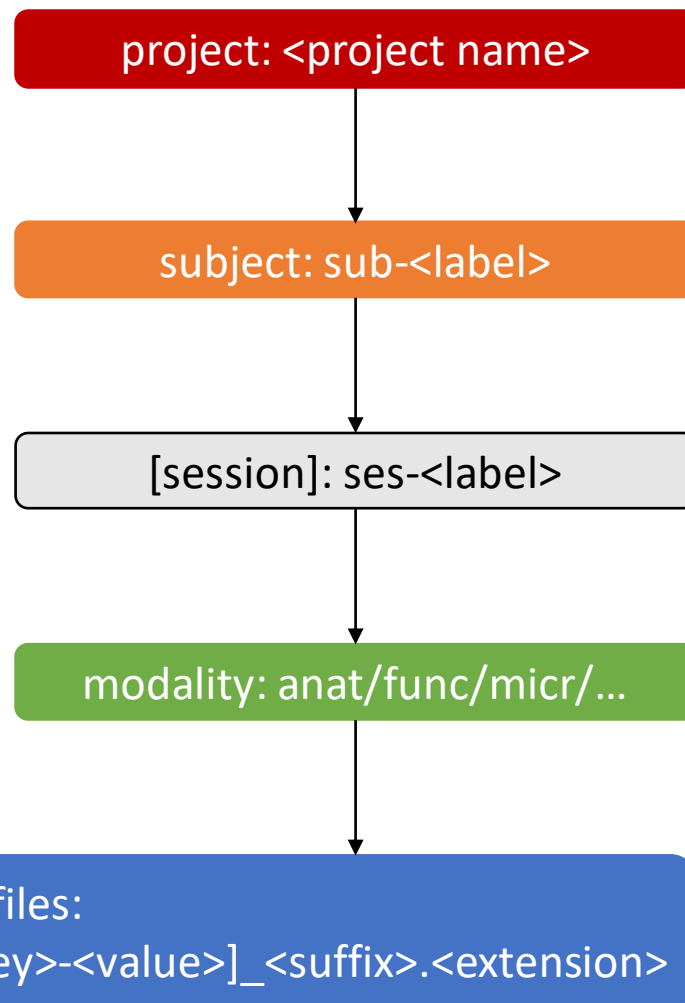 project: <project name>
subject: sub-<label>
[session]: ses-<label>
modality: anat/func/micr/...
files:
ey>-<value>]_<suffix>.<extension>